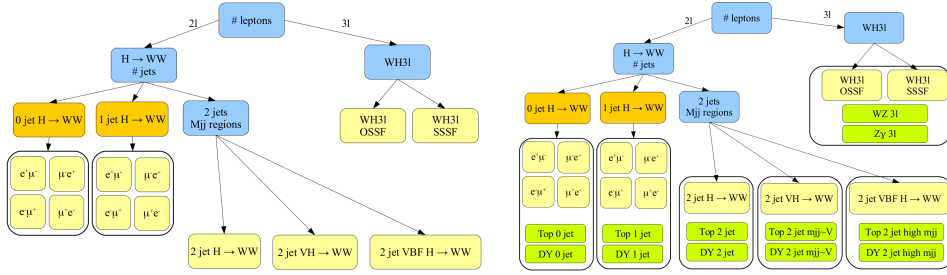 # leptons
2l
3l
H → WW
# jets
WH3l
0 jet H → WW
1 jet H → WW
2 jets
Mjj regions
WH3l
OSSF
WH3l
SSSF
e⁺μ⁻
μ⁻e⁺
e⁻μ⁺
μ⁺e⁻
e⁺μ⁻
μ⁻e⁺
e⁻μ⁺
μ⁺e⁻
2 jet H → WW
2 jet VH → WW
2 jet VBF H → WW
# leptons
2l
3l
WH3l
H → WW
# jets
WH3l
OSSF
WH3l
SSSF
WZ 3l
Zγ 3l
0 jet H → WW
1 jet H → WW
2 jets
Mjj regions
e⁺μ⁻
μ⁻e⁺
e⁻μ⁺
μ⁺e⁻
Top 0 jet
DY 0 jet
e⁺μ⁻
μ⁻e⁺
e⁻μ⁺
μ⁺e⁻
Top 1 jet
DY 1 jet
2 jet H → WW
Top 2 jet
DY 2 jet
2 jet VH → WW
Top 2 jet mjj~V
DY 2 jet mjj~V
2 jet VBF H → WW
Top 2 jet high mjj
DY 2 jet high mjj